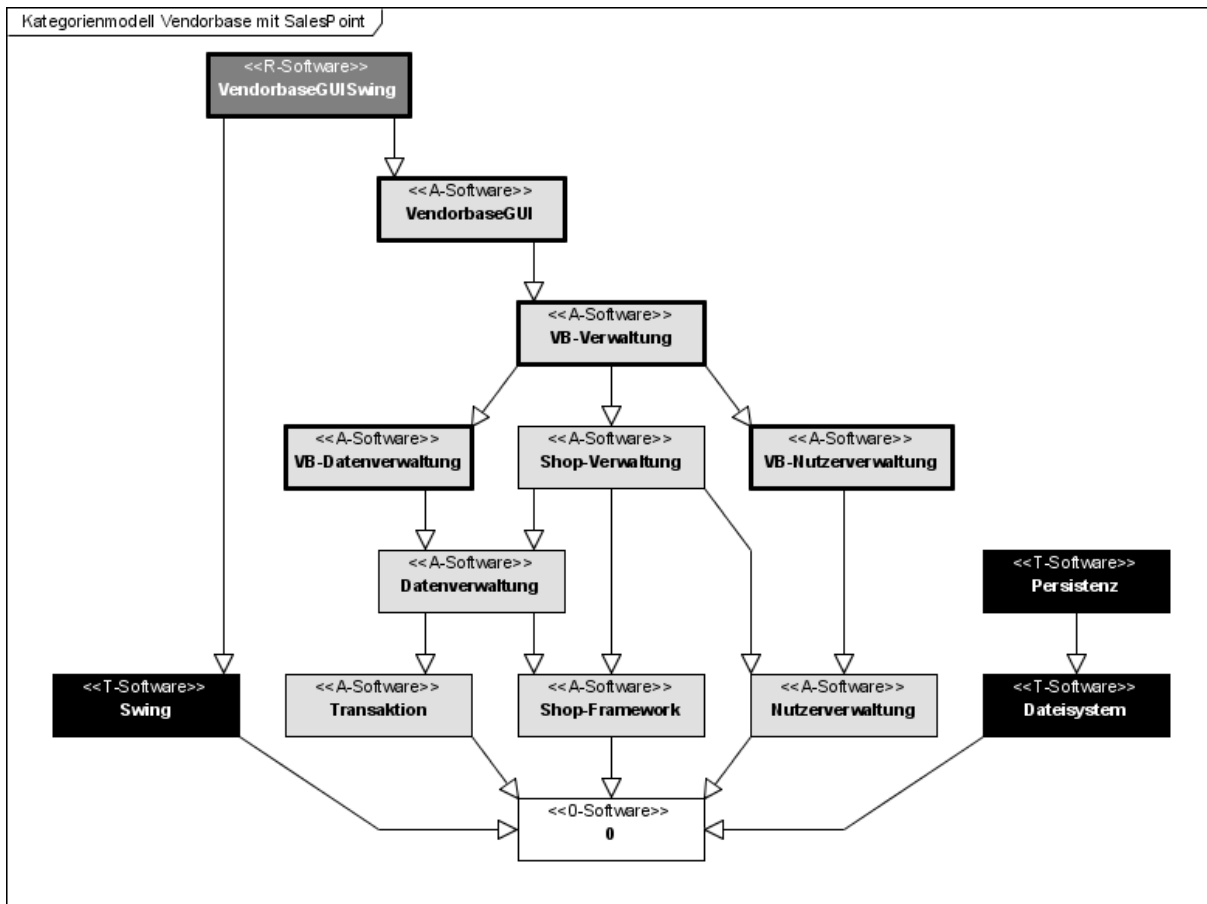 Kategorienmodell Vendorbase mit SalesPoint
<<R-Software>>
VendorbaseGUISwing
<<A-Software>>
VendorbaseGUI
<<A-Software>>
VB-Verwaltung
<<A-Software>>
VB-Datenverwaltung
<<A-Software>>
Shop-Verwaltung
<<A-Software>>
VB-Nutzerverwaltung
<<A-Software>>
Datenverwaltung
<<T-Software>>
Persistenz
<<T-Software>>
Swing
<<A-Software>>
Transaktion
<<A-Software>>
Shop-Framework
<<A-Software>>
Nutzerverwaltung
<<T-Software>>
Dateisystem
<<0-Software>>
0